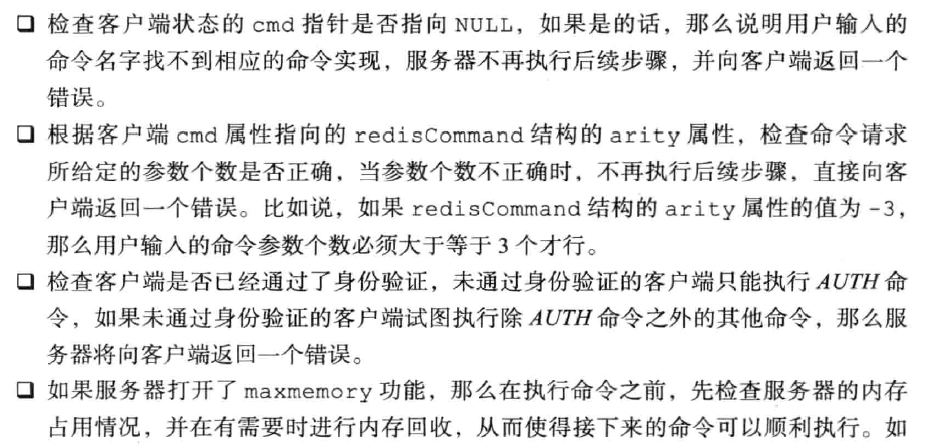 ❑ 检查客户端状态的 cmd 指针是否指向 NULL，如果是的话，那么说明用户输入的
命令名字找不到相应的命令实现，服务器不再执行后续步骤，并向客户端返回一个
错误。
❑ 根据客户端 cmd 属性指向的 redisCommand 结构的 arity 属性，检查命令请求
所给定的参数个数是否正确，当参数个数不正确时，不再执行后续步骤，直接向客
户端返回一个错误。比如说，如果 redisCommand 结构的 arity 属性的值为 -3，
那么用户输入的命令参数个数必须大于等于 3 个才行。
❑ 检查客户端是否已经通过了身份验证，未通过身份验证的客户端只能执行 AUTH 命
令，如果未通过身份验证的客户端试图执行除 AUTH 命令之外的其他命令，那么服
务器将向客户端返回一个错误。
❑ 如果服务器打开了 maxmemory 功能，那么在执行命令之前，先检查服务器的内存
占用情况，并在有需要时进行内存回收，从而使得接下来的命令可以顺利执行。如